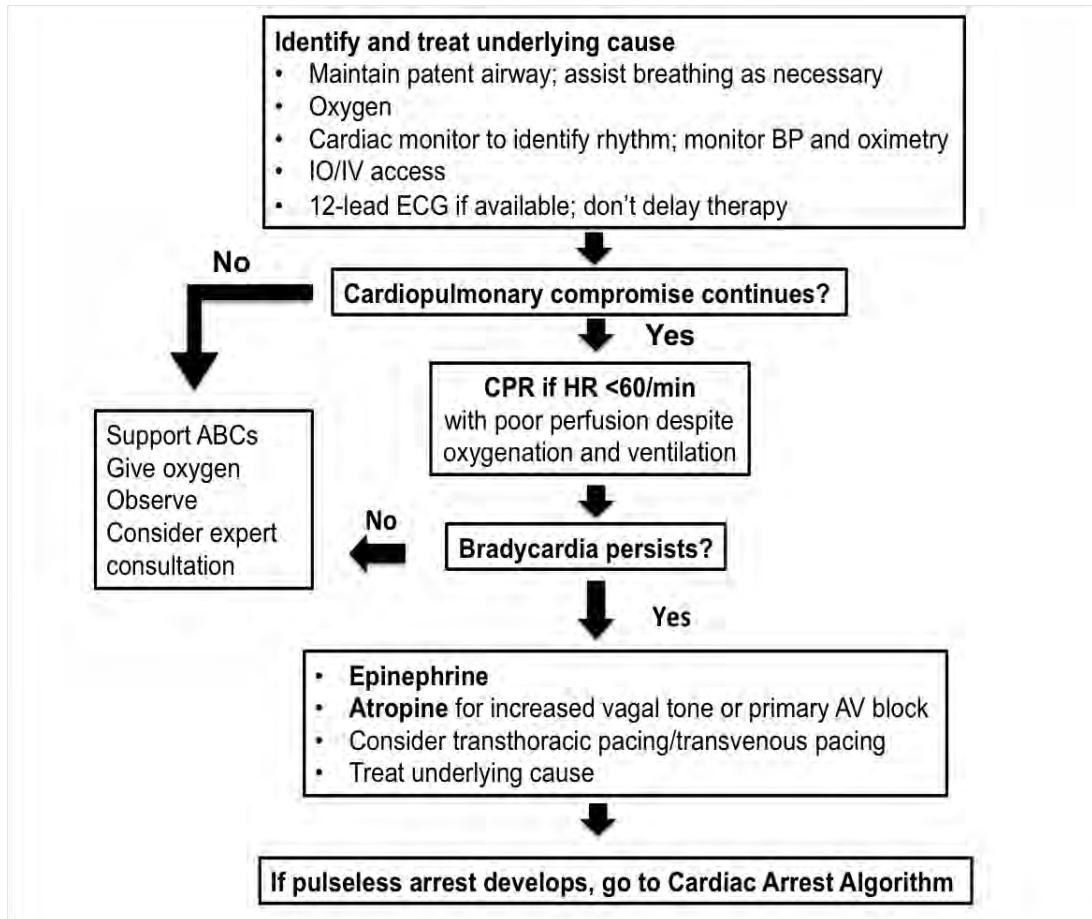 Identify and treat underlying cause
• Maintain patent airway; assist breathing as necessary
• Oxygen
• Cardiac monitor to identify rhythm; monitor BP and oximetry
• IO/IV access
• 12-lead ECG if available; don't delay therapy
No
Cardiopulmonary compromise continues?
Yes
CPR if HR <60/min
with poor perfusion despite
oxygenation and ventilation
Support ABCs
Give oxygen
Observe
Consider expert
consultation
No
Bradycardia persists?
Yes
• Epinephrine
• Atropine for increased vagal tone or primary AV block
• Consider transthoracic pacing/transvenous pacing
• Treat underlying cause
If pulseless arrest develops, go to Cardiac Arrest Algorithm